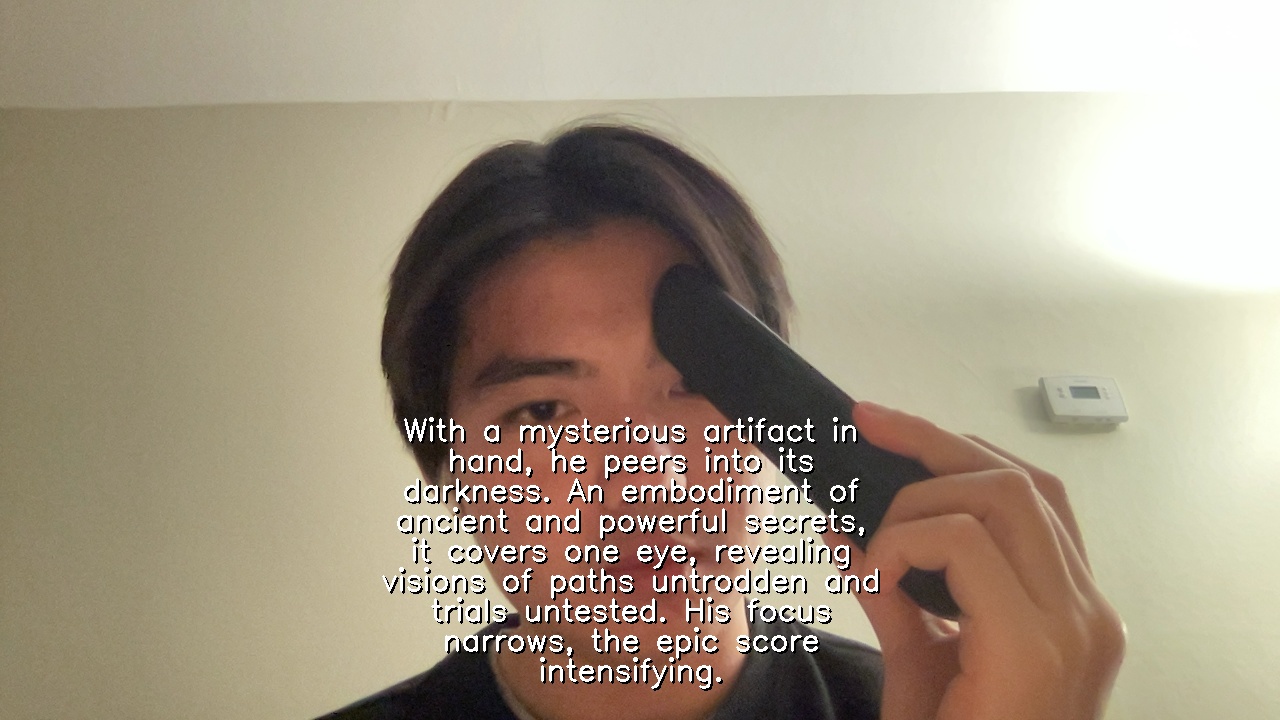 With a mysterious artifact in
hand, he peers into its
darkness. An embodiment of
ancient and powerful secrets,
it covers one eye, revealing
visions of paths untrodden and
trials untested. His focus
narrows, the epic score
intensifying.